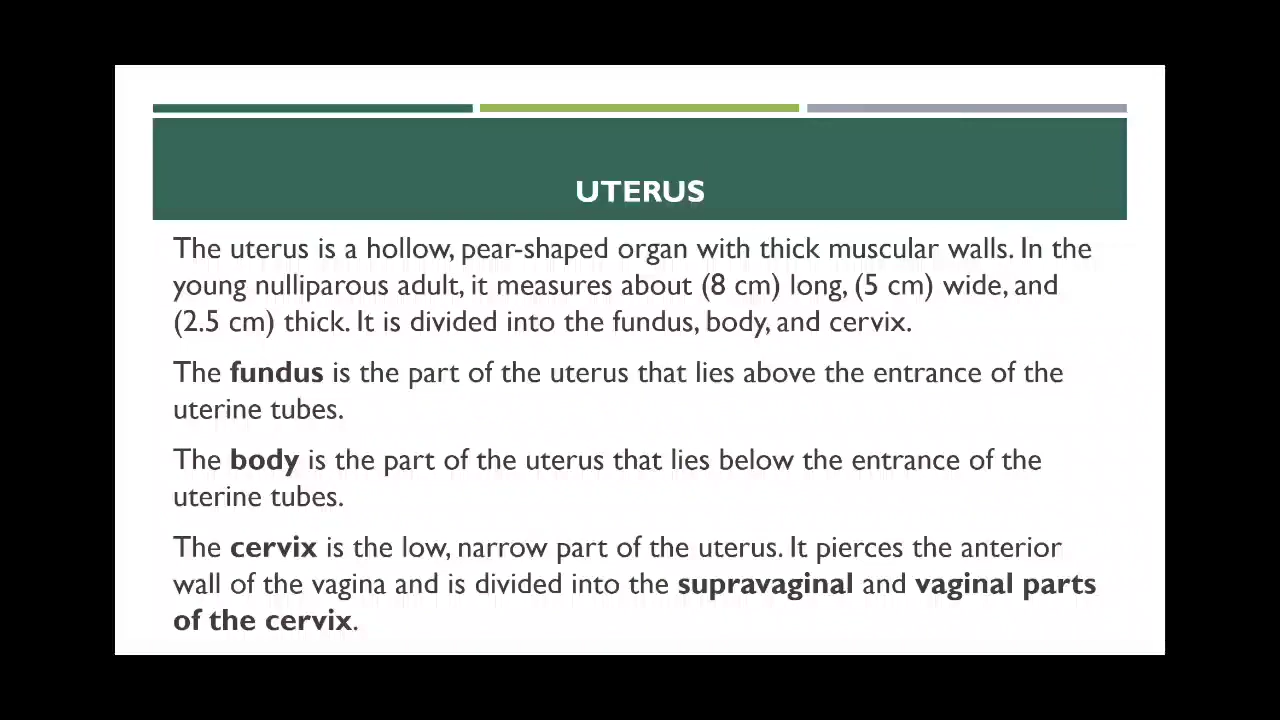 UTERUS
The uterus is a hollow, pear-shaped organ with thick muscular walls. In the
young nulliparous adult, it measures about (8 cm) long, (5 cm) wide, and
(2.5 cm) thick. It is divided into the fundus, body, and cervix.
The fundus is the part of the uterus that lies above the entrance of the
uterine tubes.
The body is the part of the uterus that lies below the entrance of the
uterine tubes.
The cervix is the low, narrow part of the uterus. It pierces the anterior
wall of the vagina and is divided into the supravaginal and vaginal parts
of the cervix.